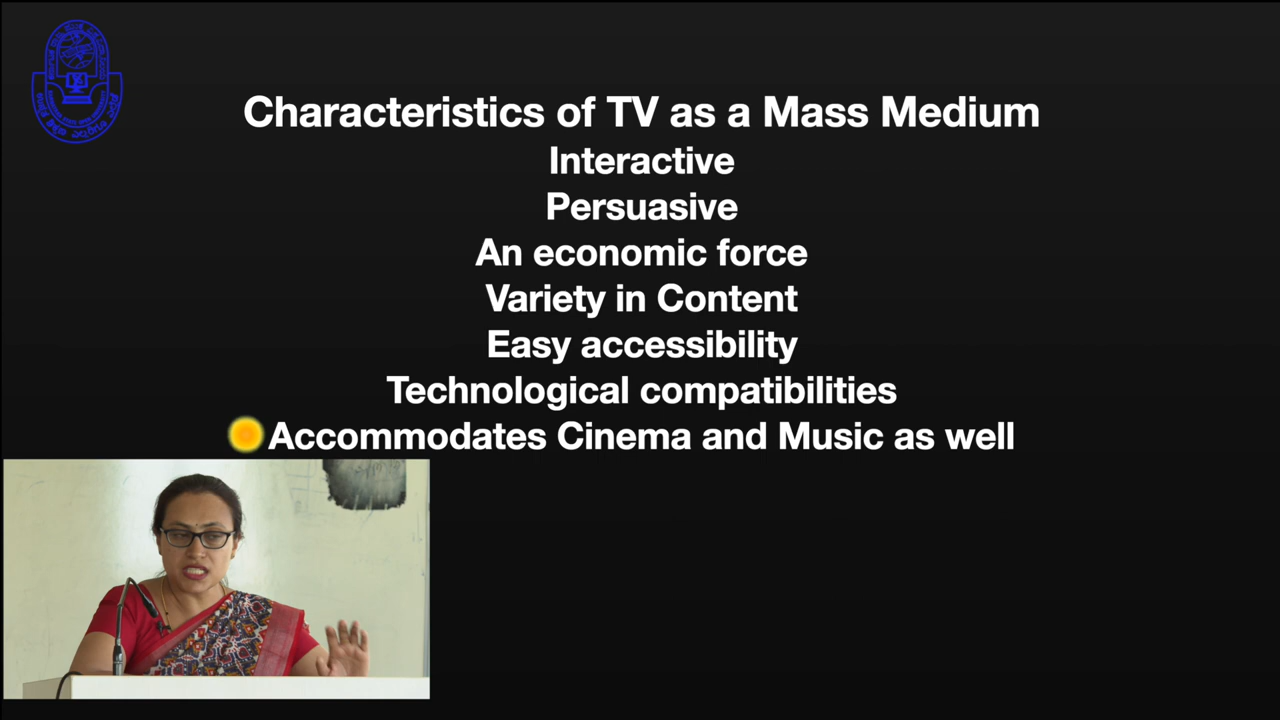 Characteristics of TV as a Mass Medium
Interactive
Persuasive
An economic force
Variety in Content
Easy accessibility
Technological compatibilities
Accommodates Cinema and Music as well